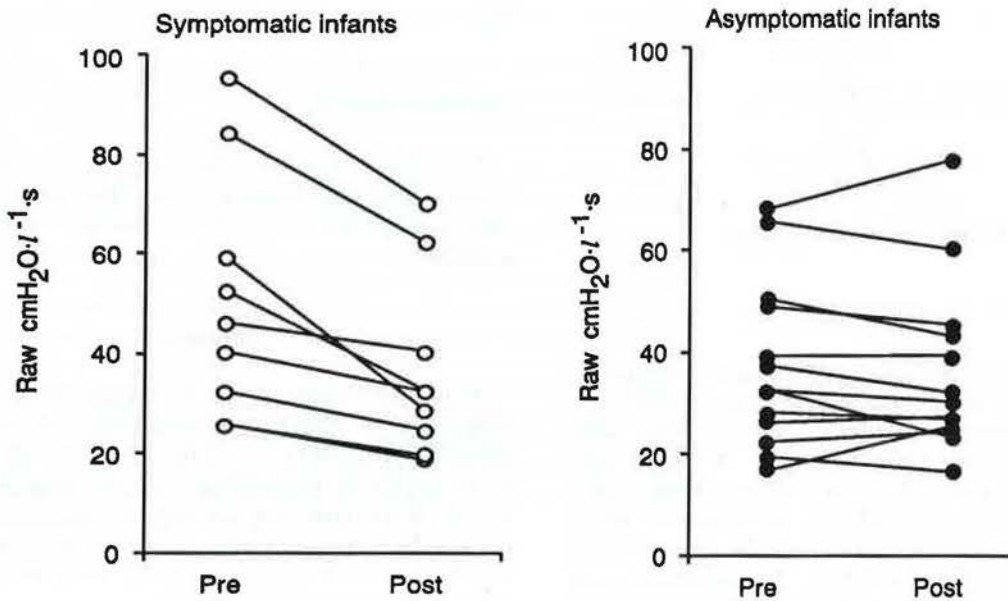 Symptomatic infants
Raw cmH₂O·l⁻¹·s
100
80
60
40
20
0
Pre Post
Asymptomatic infants
Raw cmH₂O·l⁻¹·s
100
80
60
40
20
0
Pre Post